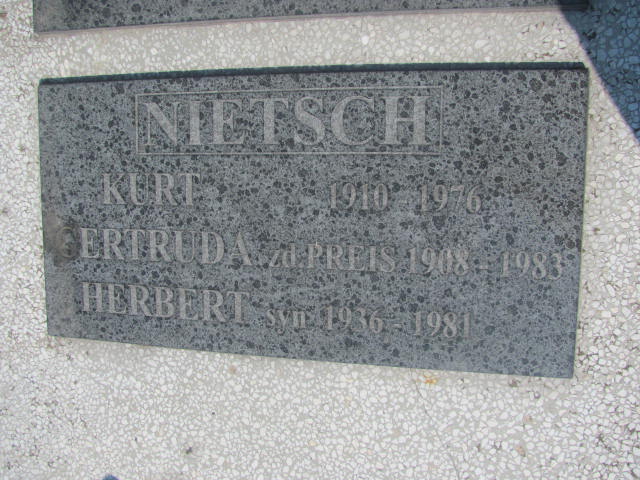 NIETSCH
KURT 1910 - 1976
GERTRUDA zd. PREIS 1908 - 1983
HERBERT syn 1936 - 1981